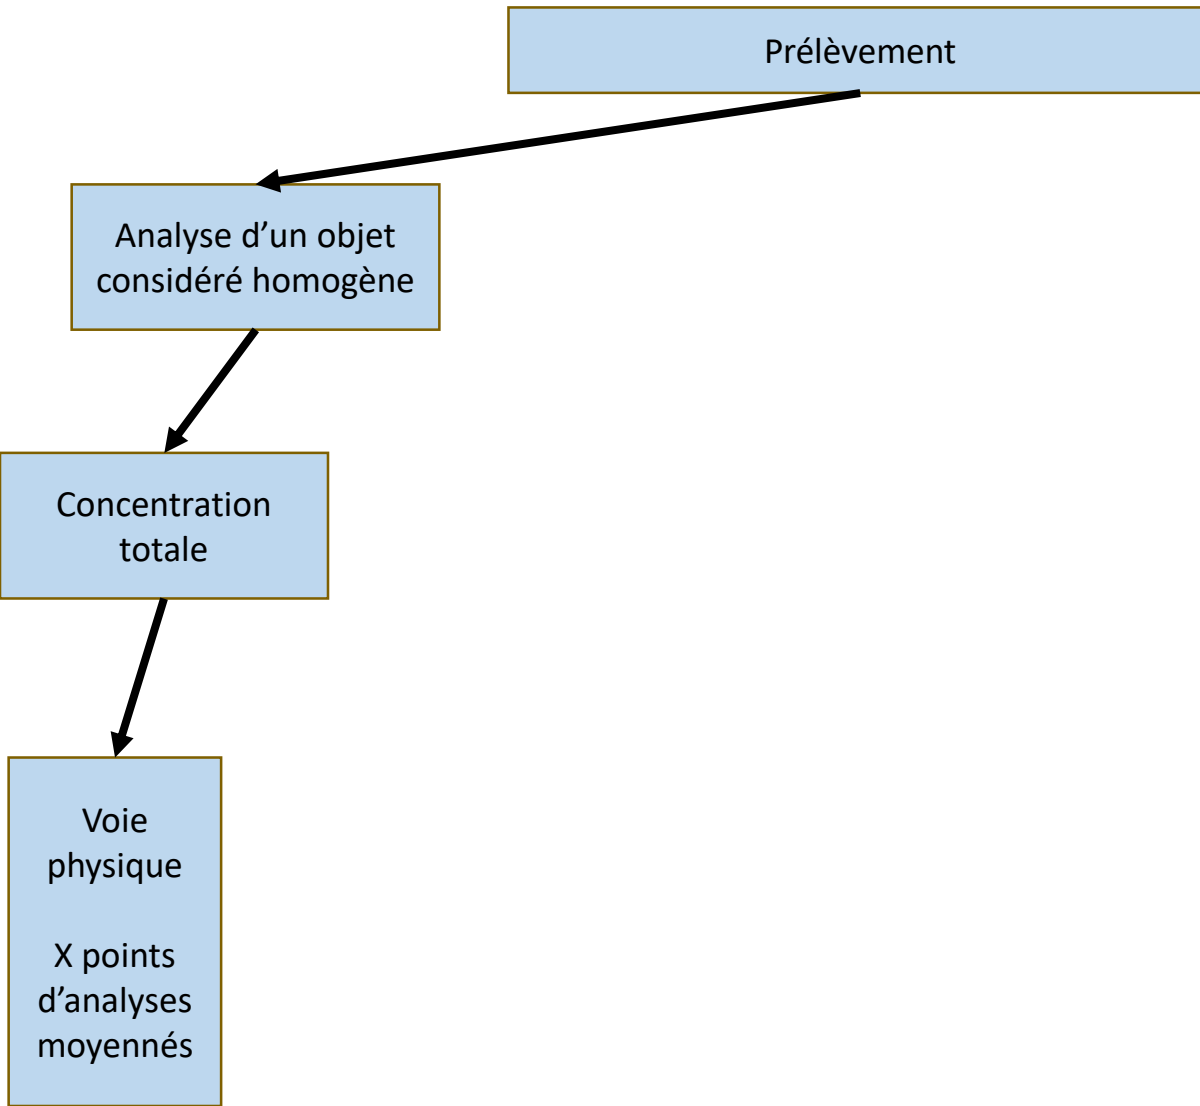 Prélèvement
Analyse d’un objet
considéré homogène
Concentration
totale
Voie
physique
X points
d’analyses
moyennés